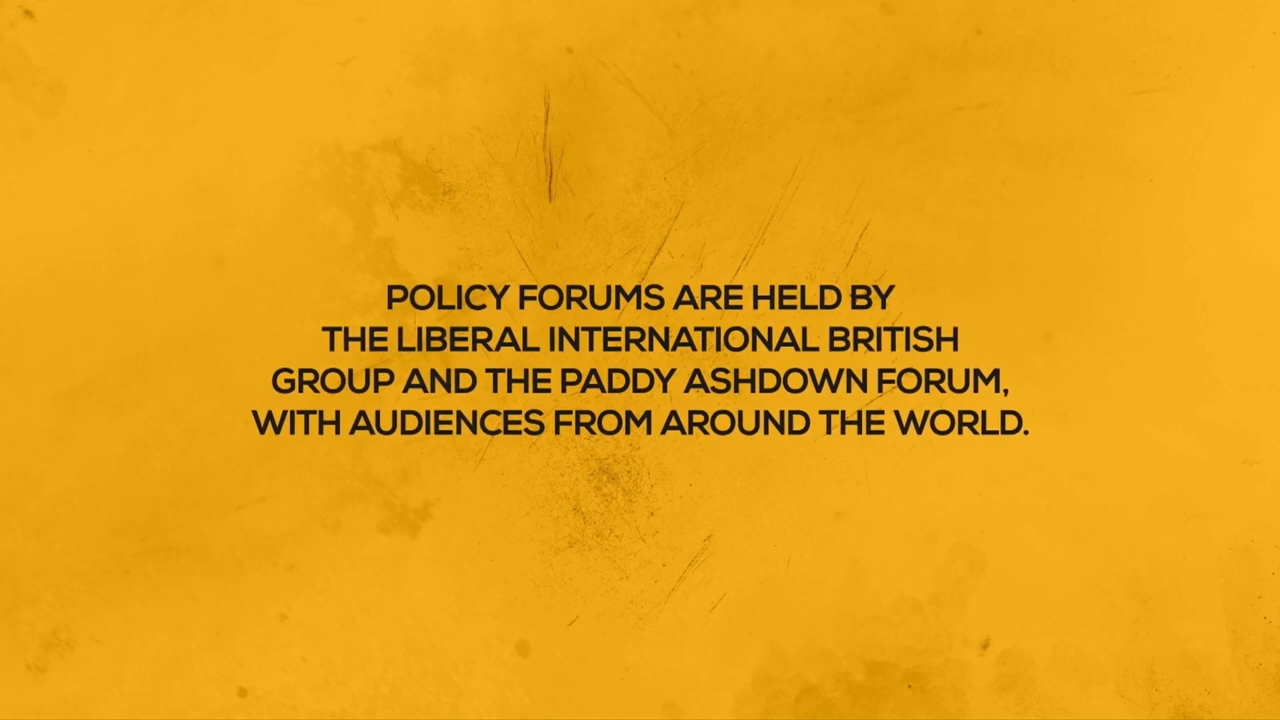 POLICY FORUMS ARE HELD BY
THE LIBERAL INTERNATIONAL BRITISH
GROUP AND THE PADDY ASHDOWN FORUM,
WITH AUDIENCES FROM AROUND THE WORLD.